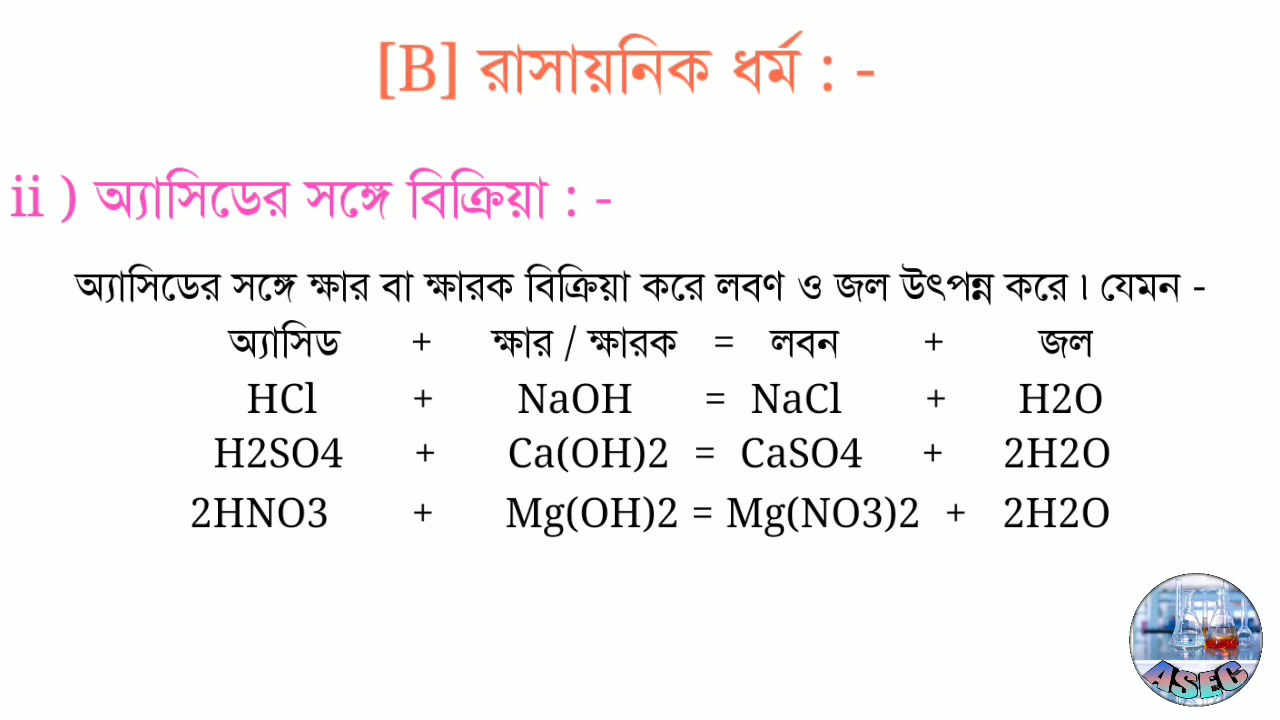 [B] রাসায়নিক ধর্ম : -
ii ) অ্যাসিডের সঙ্গে বিক্রিয়া : -
অ্যাসিডের সঙ্গে ক্ষার বা ক্ষারক বিক্রিয়া করে লবণ ও জল উৎপন্ন করে। যেমন -
অ্যাসিড + ক্ষার / ক্ষারক = লবন + জল
HCl + NaOH = NaCl + H2O
H2SO4 + Ca(OH)2 = CaSO4 + 2H2O
2HNO3 + Mg(OH)2 = Mg(NO3)2 + 2H2O
ASEC